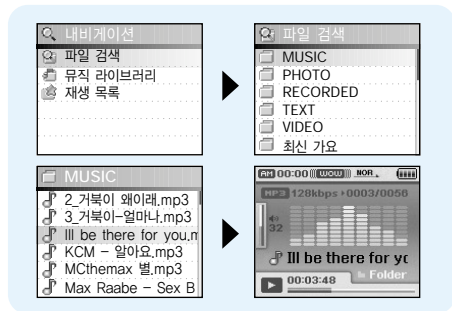 내비게이션
파일 검색
뮤직 라이브러리
재생 목록
파일 검색
MUSIC
PHOTO
RECORDED
TEXT
VIDEO
최신 가요
MUSIC
2_거북이 왜이래.mp3
3_거북이-얼마나.mp3
Ill be there for you.m
KCM - 알아요.mp3
MCthemax 별.mp3
Max Raabe - Sex B
AM 00:00 WOW NOR.
MP3 128kbps 0003/0056
32
Ill be there for yo
Folder
00:03:48